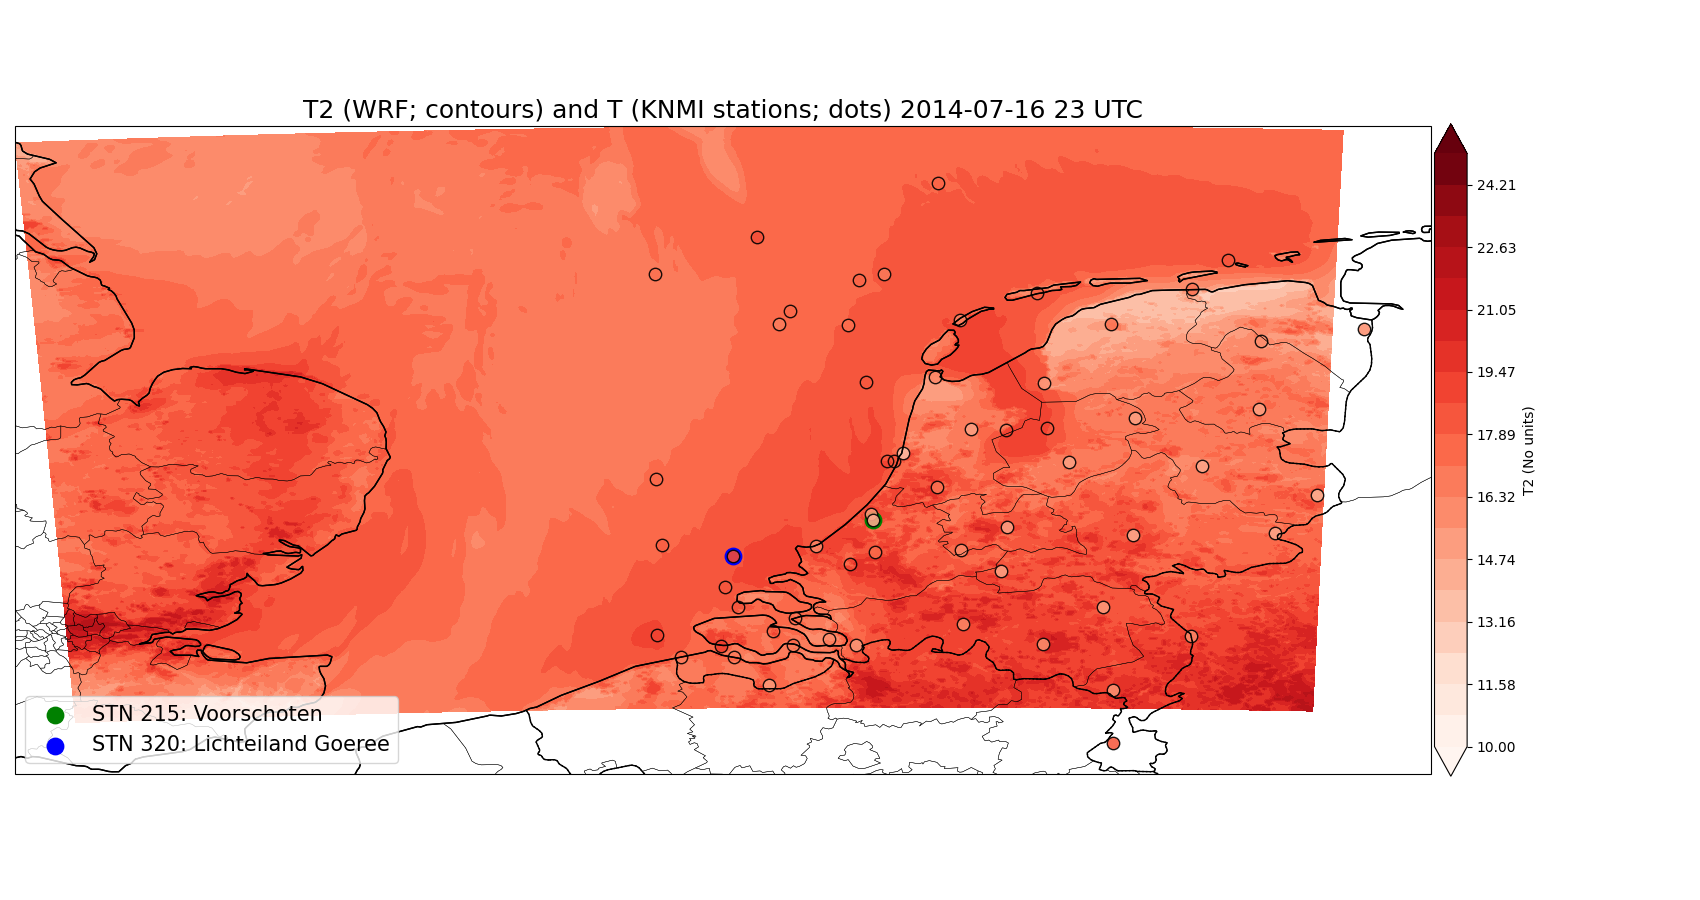 T2 (WRF; contours) and T (KNMI stations; dots) 2014-07-16 23 UTC
24.21
22.63
21.05
19.47
17.89
16.32
14.74
13.16
11.58
10.00
T2 (No units)
STN 215: Voorschoten
STN 320: Lichteiland Goeree